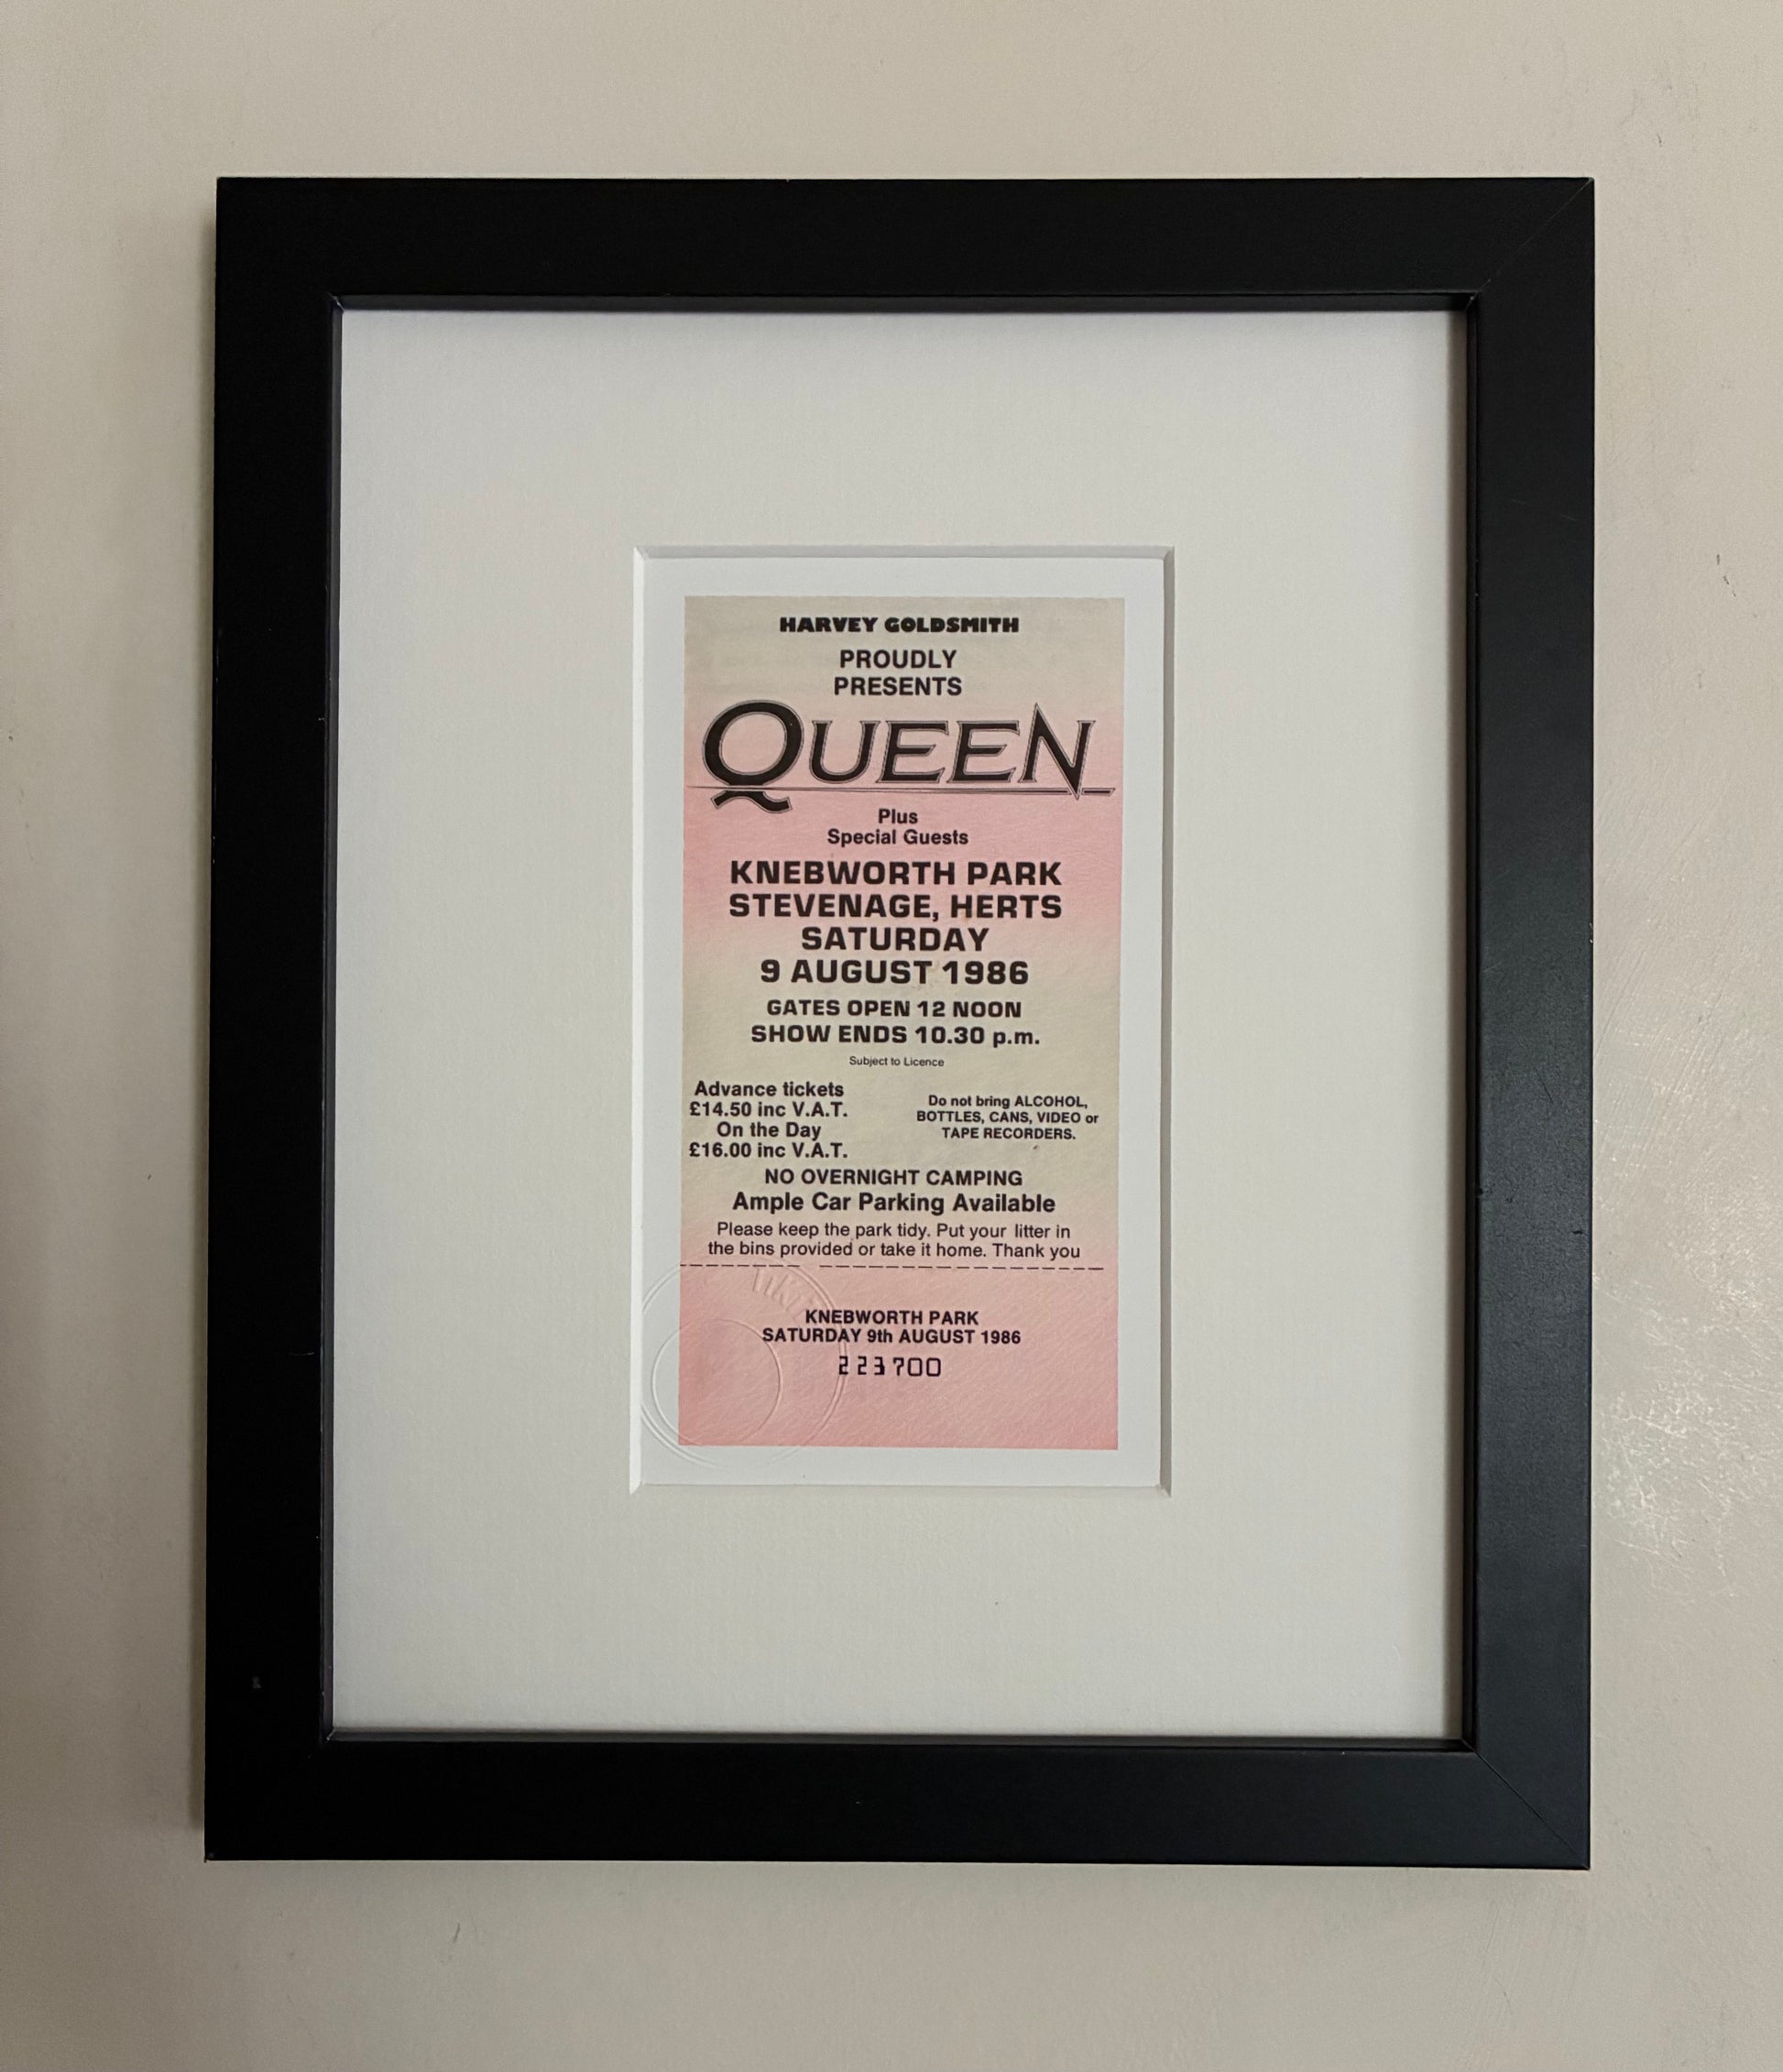 HARVEY GOLDSMITH
PROUDLY
PRESENTS
QUEEN
Plus
Special Guests
KNEBWORTH PARK
STEVENAGE, HERTS
SATURDAY
9 AUGUST 1986
GATES OPEN 12 NOON
SHOW ENDS 10.30 p.m.
Subject to Licence
Advance tickets
£14.50 inc V.A.T.
On the Day
£16.00 inc V.A.T.
Do not bring ALCOHOL,
BOTTLES, CANS, VIDEO or
TAPE RECORDERS.
NO OVERNIGHT CAMPING
Ample Car Parking Available
Please keep the park tidy. Put your litter in
the bins provided or take it home. Thank you
KNEBWORTH PARK
SATURDAY 9th AUGUST 1986
223700